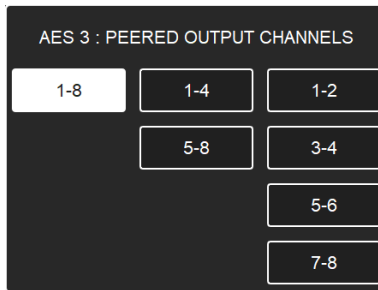 AES 3 : PEERED OUTPUT CHANNELS
1-8 1-4 1-2
5-8 3-4
5-6
7-8